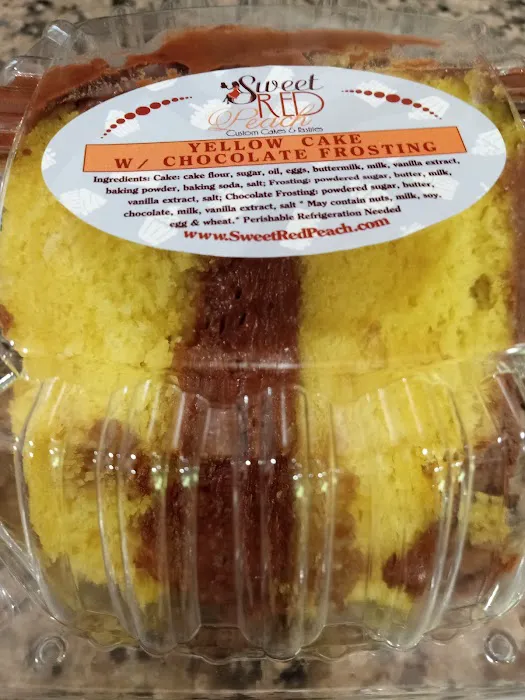 Sweet
RED
Peach
Custom Cakes & Pastries
YELLOW CAKE
W/ CHOCOLATE FROSTING
Ingredients: Cake: cake flour, sugar, oil, eggs, buttermilk, milk, vanilla extract,
baking powder, baking soda, salt; Frosting: powdered sugar, butter, milk,
vanilla extract, salt; Chocolate Frosting: powdered sugar, butter,
chocolate, milk, vanilla extract, salt * May contain nuts, milk, soy,
egg & wheat.* Perishable Refrigeration Needed
www.SweetRedPeach.com